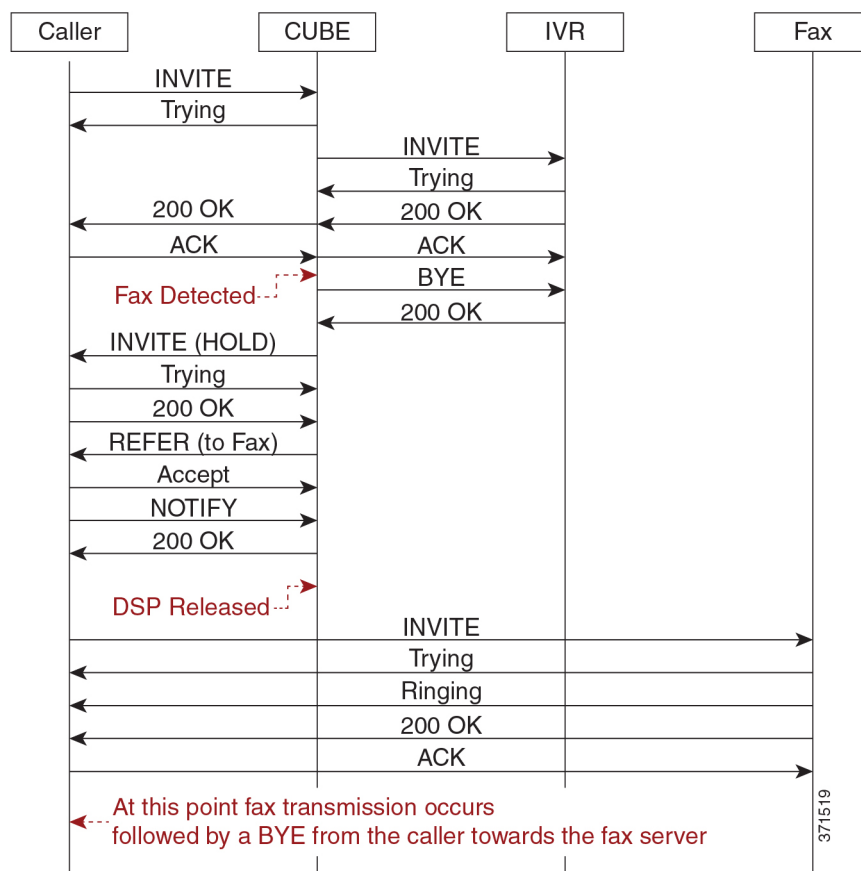 Caller
CUBE
IVR
Fax
INVITE
Trying
INVITE
Trying
200 OK
200 OK
ACK
ACK
Fax Detected
BYE
200 OK
INVITE (HOLD)
Trying
200 OK
REFER (to Fax)
Accept
NOTIFY
200 OK
DSP Released
INVITE
Trying
Ringing
200 OK
ACK
At this point fax transmission occurs
followed by a BYE from the caller towards the fax server
371519